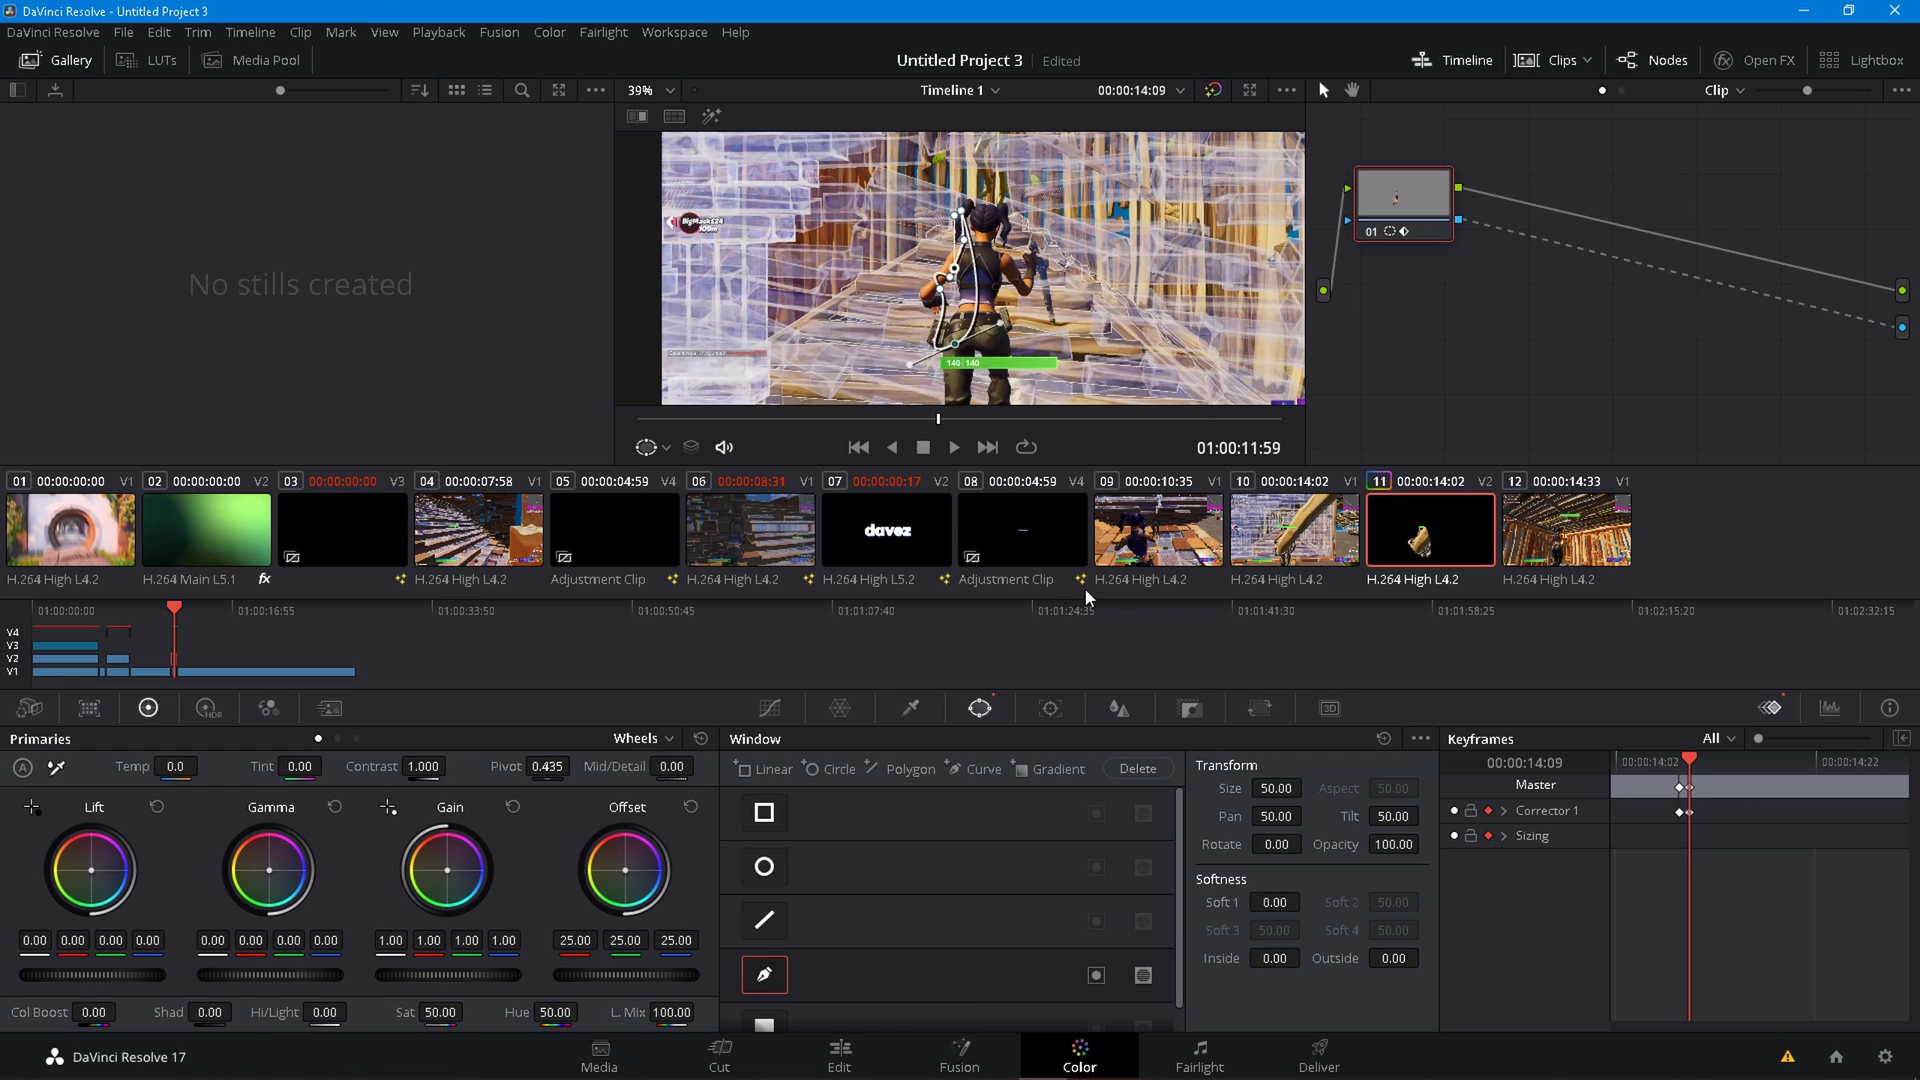 DaVinci Resolve - Untitled Project 3
DaVinci Resolve File Edit Trim Timeline Clip Mark View Playback Fusion Color Fairlight Workspace Help
Gallery LUTs Media Pool Untitled Project 3 Edited Timeline Clips Nodes Open FX Lightbox
39% Timeline 1 00:00:14:09 Clip
No stills created
BigMackE24
109m
140 | 140
01
01:00:11:59
01 00:00:00:00 V1 02 00:00:00:00 V2 03 00:00:00:00 V3 04 00:00:07:58 V1 05 00:00:04:59 V4 06 00:00:08:31 V1 07 00:00:00:17 V2 08 00:00:04:59 V4 09 00:00:10:35 V1 10 00:00:14:02 V1 11 00:00:14:02 V2 12 00:00:14:33 V1
davez
H.264 High L4.2 H.264 Main L5.1 fx H.264 High L4.2 Adjustment Clip H.264 High L4.2 H.264 High L5.2 Adjustment Clip H.264 High L4.2 H.264 High L4.2 H.264 High L4.2 H.264 High L4.2
01:00:00:00 01:00:16:55 01:00:33:50 01:00:50:45 01:01:07:40 01:01:24:35 01:01:41:30 01:01:58:25 01:02:15:20 01:02:32:15
V4
V3
V2
V1
HDR 3D
Primaries Wheels Window Keyframes All
A Temp 0.0 Tint 0.00 Contrast 1.000 Pivot 0.435 Mid/Detail 0.00 Linear Circle Polygon Curve Gradient Delete Transform 00:00:14:09 00:00:14:02 00:00:14:22
Size 50.00 Aspect 50.00 Master
Lift Gamma Gain Offset Pan 50.00 Tilt 50.00 Corrector 1
Rotate 0.00 Opacity 100.00 Sizing
Softness
Soft 1 0.00 Soft 2 50.00
Soft 3 50.00 Soft 4 50.00
0.00 0.00 0.00 0.00 0.00 0.00 0.00 0.00 1.00 1.00 1.00 1.00 25.00 25.00 25.00 Inside 0.00 Outside 0.00
Col Boost 0.00 Shad 0.00 Hi/Light 0.00 Sat 50.00 Hue 50.00 L. Mix 100.00
DaVinci Resolve 17 Media Cut Edit Fusion Color Fairlight Deliver